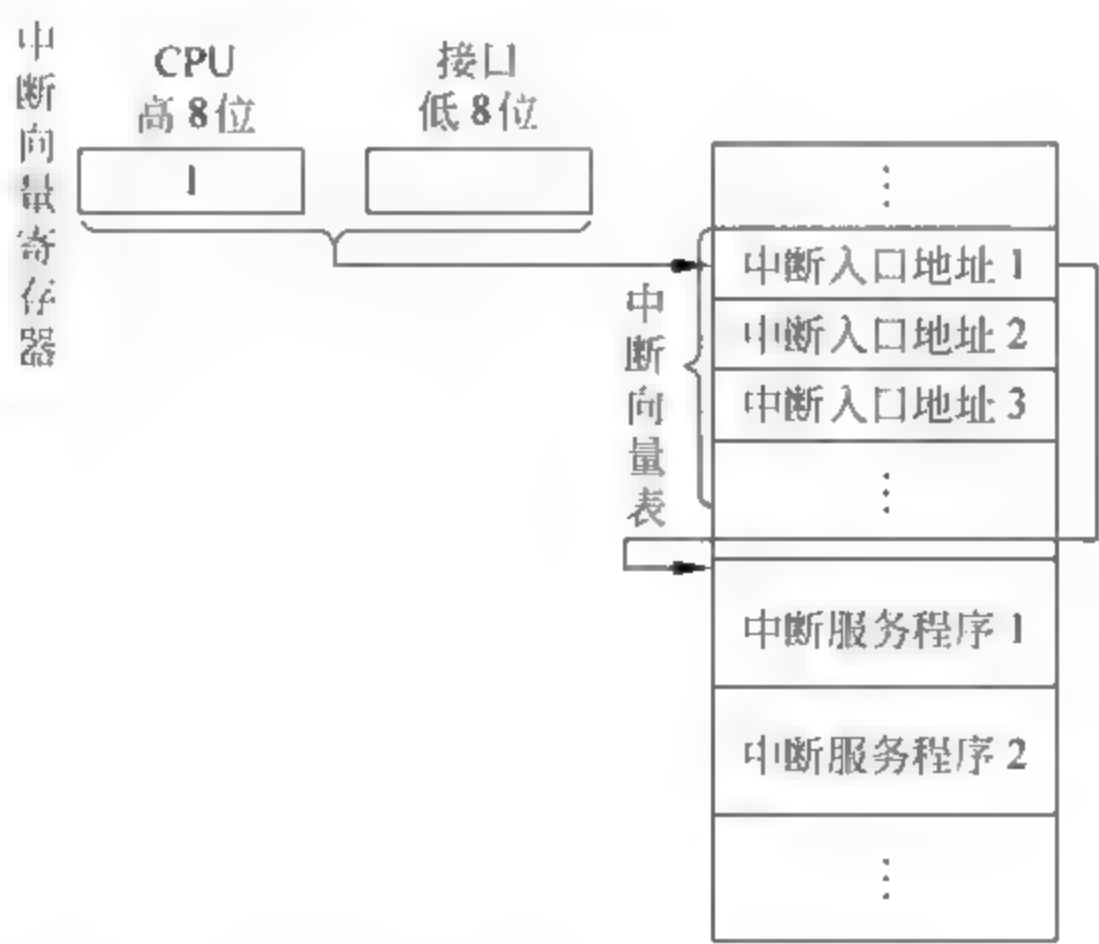 中断向量寄存器
CPU
高8位
接口
低8位
I
中断向量表
⋮
中断入口地址1
中断入口地址2
中断入口地址3
⋮
中断服务程序1
中断服务程序2
⋮